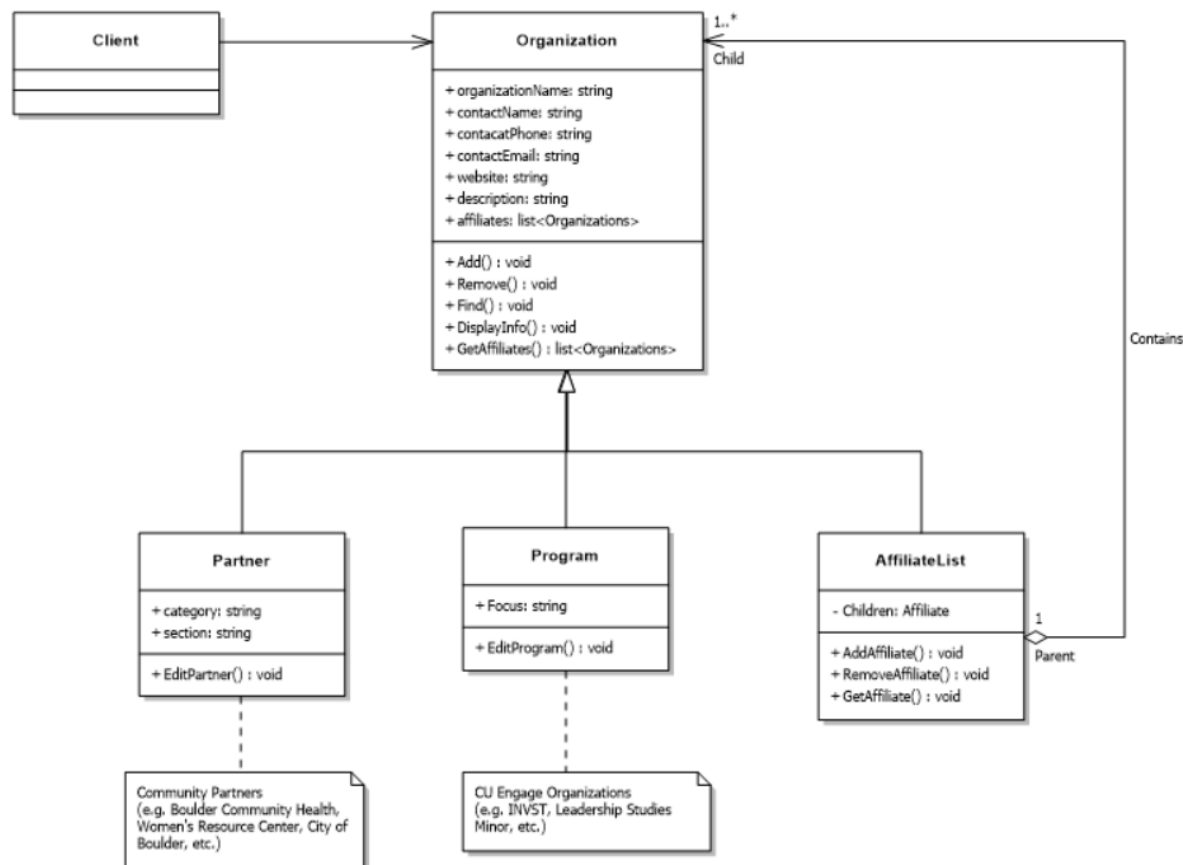 Client
Organization
1..*
Child
+ organizationName: string
+ contactName: string
+ contacatPhone: string
+ contactEmail: string
+ website: string
+ description: string
+ affiliates: list<Organizations>
+ Add() : void
+ Remove() : void
+ Find() : void
+ DisplayInfo() : void
+ GetAffiliates() : list<Organizations>
Contains
Partner
+ category: string
+ section: string
+ EditPartner() : void
Program
+ Focus: string
+ EditProgram() : void
AffiliateList
- Children: Affiliate
+ AddAffiliate() : void
+ RemoveAffiliate() : void
+ GetAffiliate() : void
1
Parent
Community Partners
(e.g. Boulder Community Health,
Women's Resource Center, City of
Boulder, etc.)
CU Engage Organizations
(e.g. INVST, Leadership Studies
Minor, etc.)